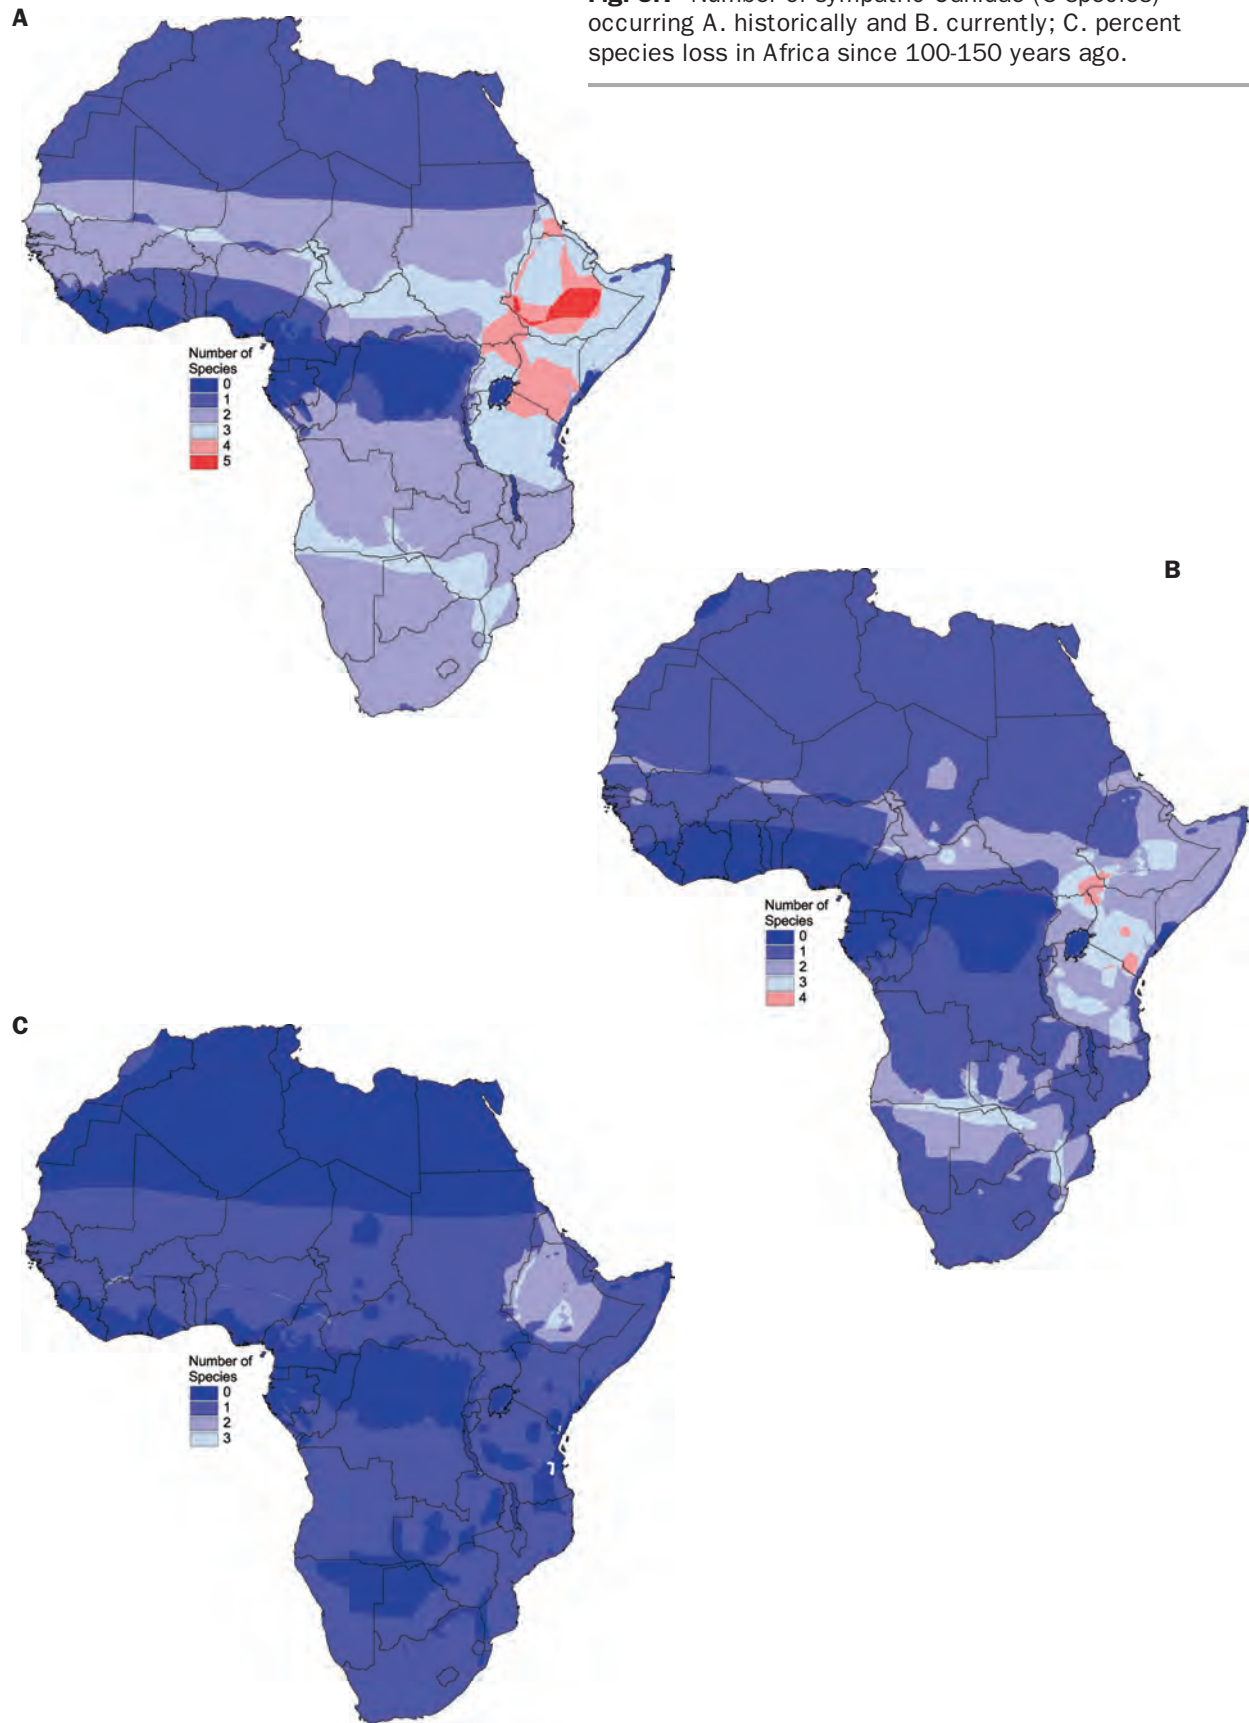 A
occurring A. historically and B. currently; C. percent
species loss in Africa since 100-150 years ago.
Number of
Species
0
1
2
3
4
5
B
Number of
Species
0
1
2
3
4
C
Number of
Species
0
1
2
3